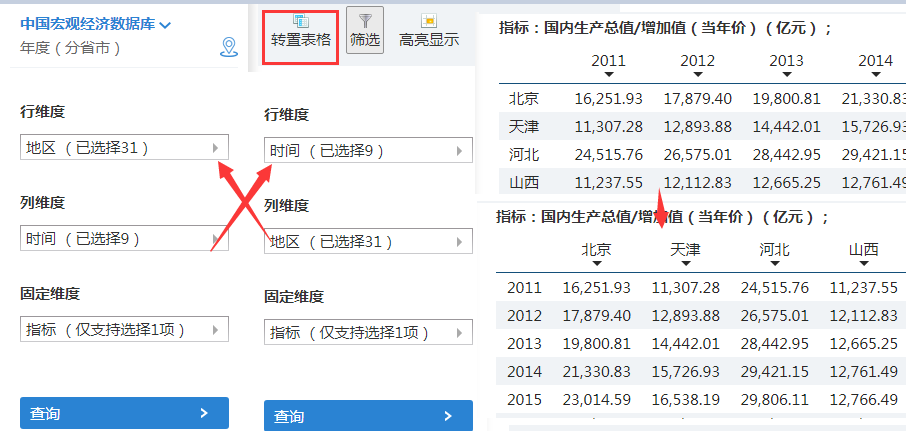 中国宏观经济数据库
年度（分省市）
行维度
地区 （已选择31）
列维度
时间 （已选择9）
固定维度
指标 （仅支持选择1项）
查询
转置表格 筛选 高亮显示
行维度
时间 （已选择9）
列维度
地区 （已选择31）
固定维度
指标 （仅支持选择1项）
查询
指标：国内生产总值/增加值（当年价）（亿元）；
2011 2012 2013 2014
北京 16,251.93 17,879.40 19,800.81 21,330.83
天津 11,307.28 12,893.88 14,442.01 15,726.93
河北 24,515.76 26,575.01 28,442.95 29,421.15
山西 11,237.55 12,112.83 12,665.25 12,761.49
指标：国内生产总值/增加值（当年价）（亿元）；
北京 天津 河北 山西
2011 16,251.93 11,307.28 24,515.76 11,237.55
2012 17,879.40 12,893.88 26,575.01 12,112.83
2013 19,800.81 14,442.01 28,442.95 12,665.25
2014 21,330.83 15,726.93 29,421.15 12,761.49
2015 23,014.59 16,538.19 29,806.11 12,766.49